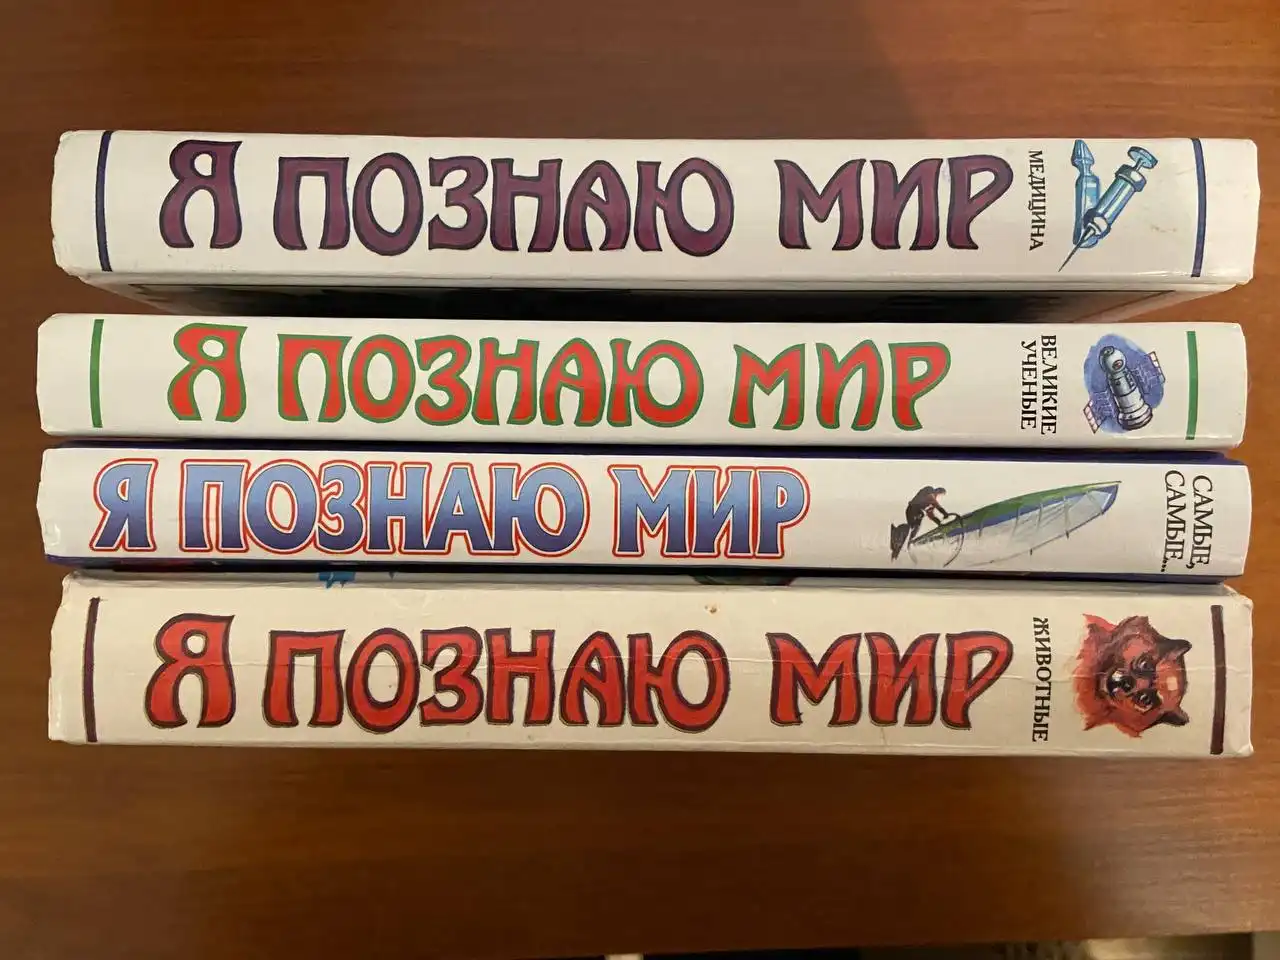 Я ПОЗНАЮ МИР
МЕДИЦИНА
Я ПОЗНАЮ МИР
ВЕЛИКИЕ
УЧЕНЫЕ
Я ПОЗНАЮ МИР
САМЫЕ,
САМЫЕ...
Я ПОЗНАЮ МИР
ЖИВОТНЫЕ